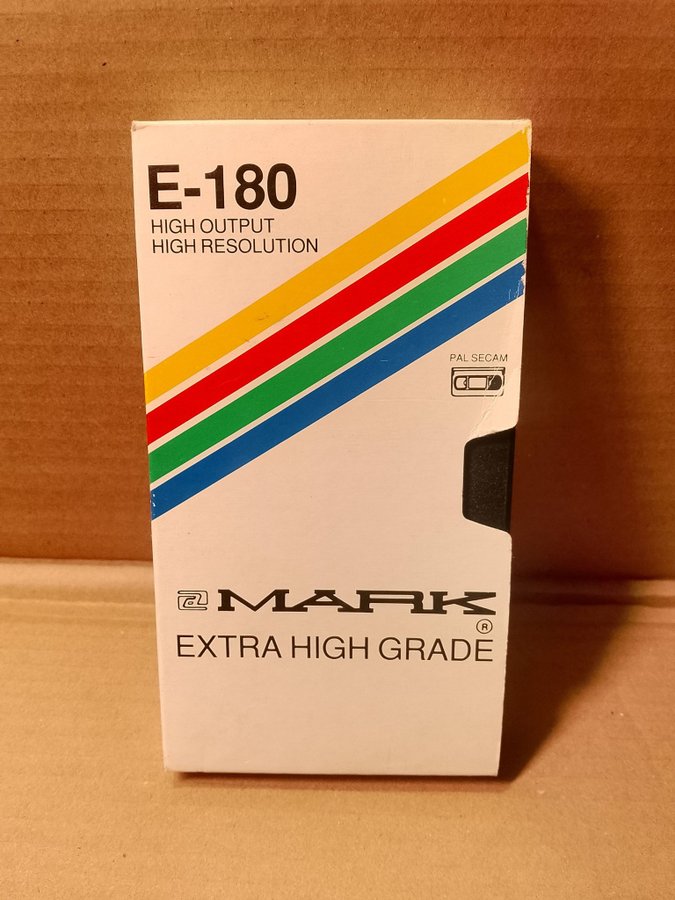 E-180
HIGH OUTPUT
HIGH RESOLUTION
PAL SECAM
a MARK
®
EXTRA HIGH GRADE